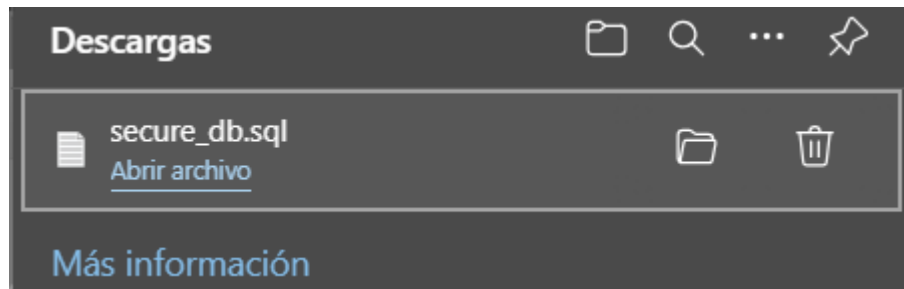 Descargas
secure_db.sql
Abrir archivo
Más información